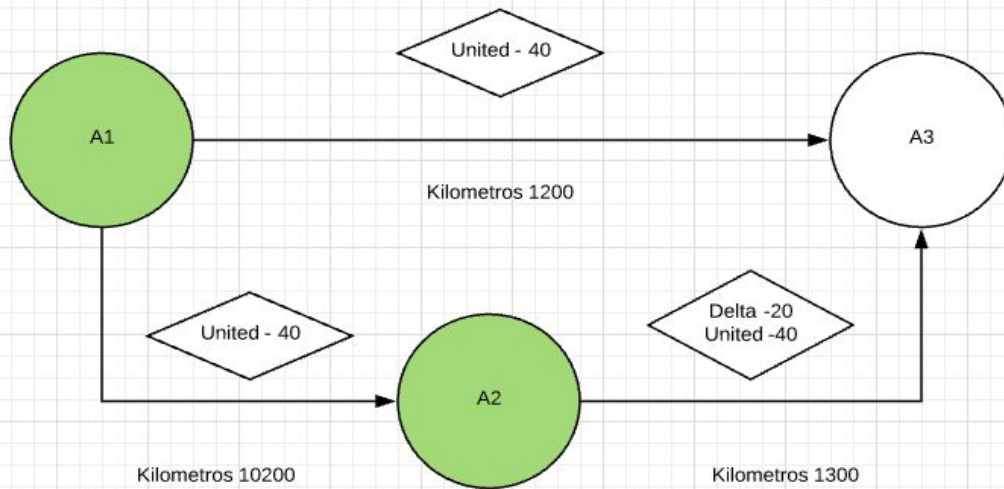 United - 40
A1
A3
Kilometros 1200
United - 40
Delta -20
United -40
A2
Kilometros 10200
Kilometros 1300